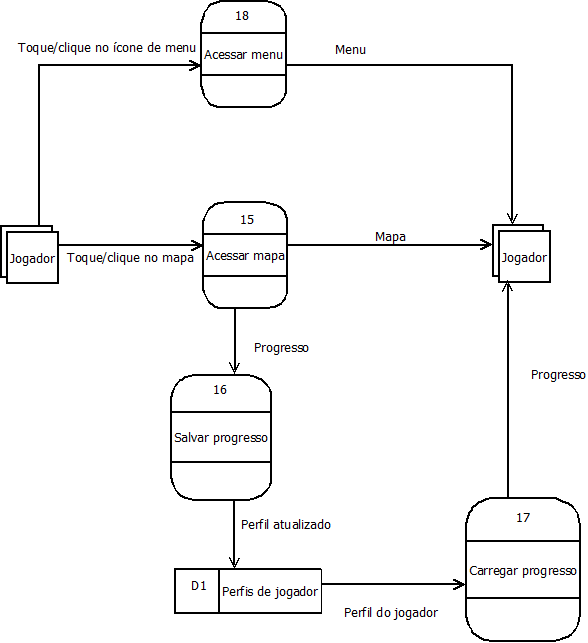 18
Toque/clique no ícone de menu
Acessar menu
Menu
15
Jogador
Toque/clique no mapa
Acessar mapa
Mapa
Jogador
Progresso
16
Salvar progresso
Progresso
Perfil atualizado
17
D1
Perfis de jogador
Carregar progresso
Perfil do jogador